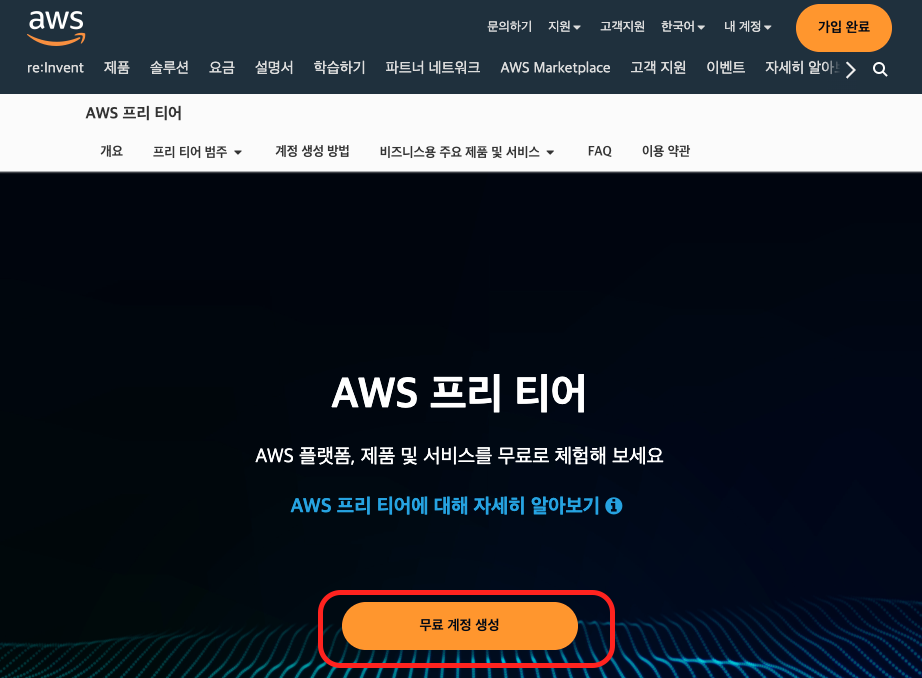 aws
문의하기 지원 고객지원 한국어 내 계정 가입 완료
re:Invent 제품 솔루션 요금 설명서 학습하기 파트너 네트워크 AWS Marketplace 고객 지원 이벤트 자세히
AWS 프리 티어
개요 프리 티어 범주 계정 생성 방법 비즈니스용 주요 제품 및 서비스 FAQ 이용 약관
AWS 프리 티어
AWS 플랫폼, 제품 및 서비스를 무료로 체험해 보세요
AWS 프리 티어에 대해 자세히 알아보기
무료 계정 생성